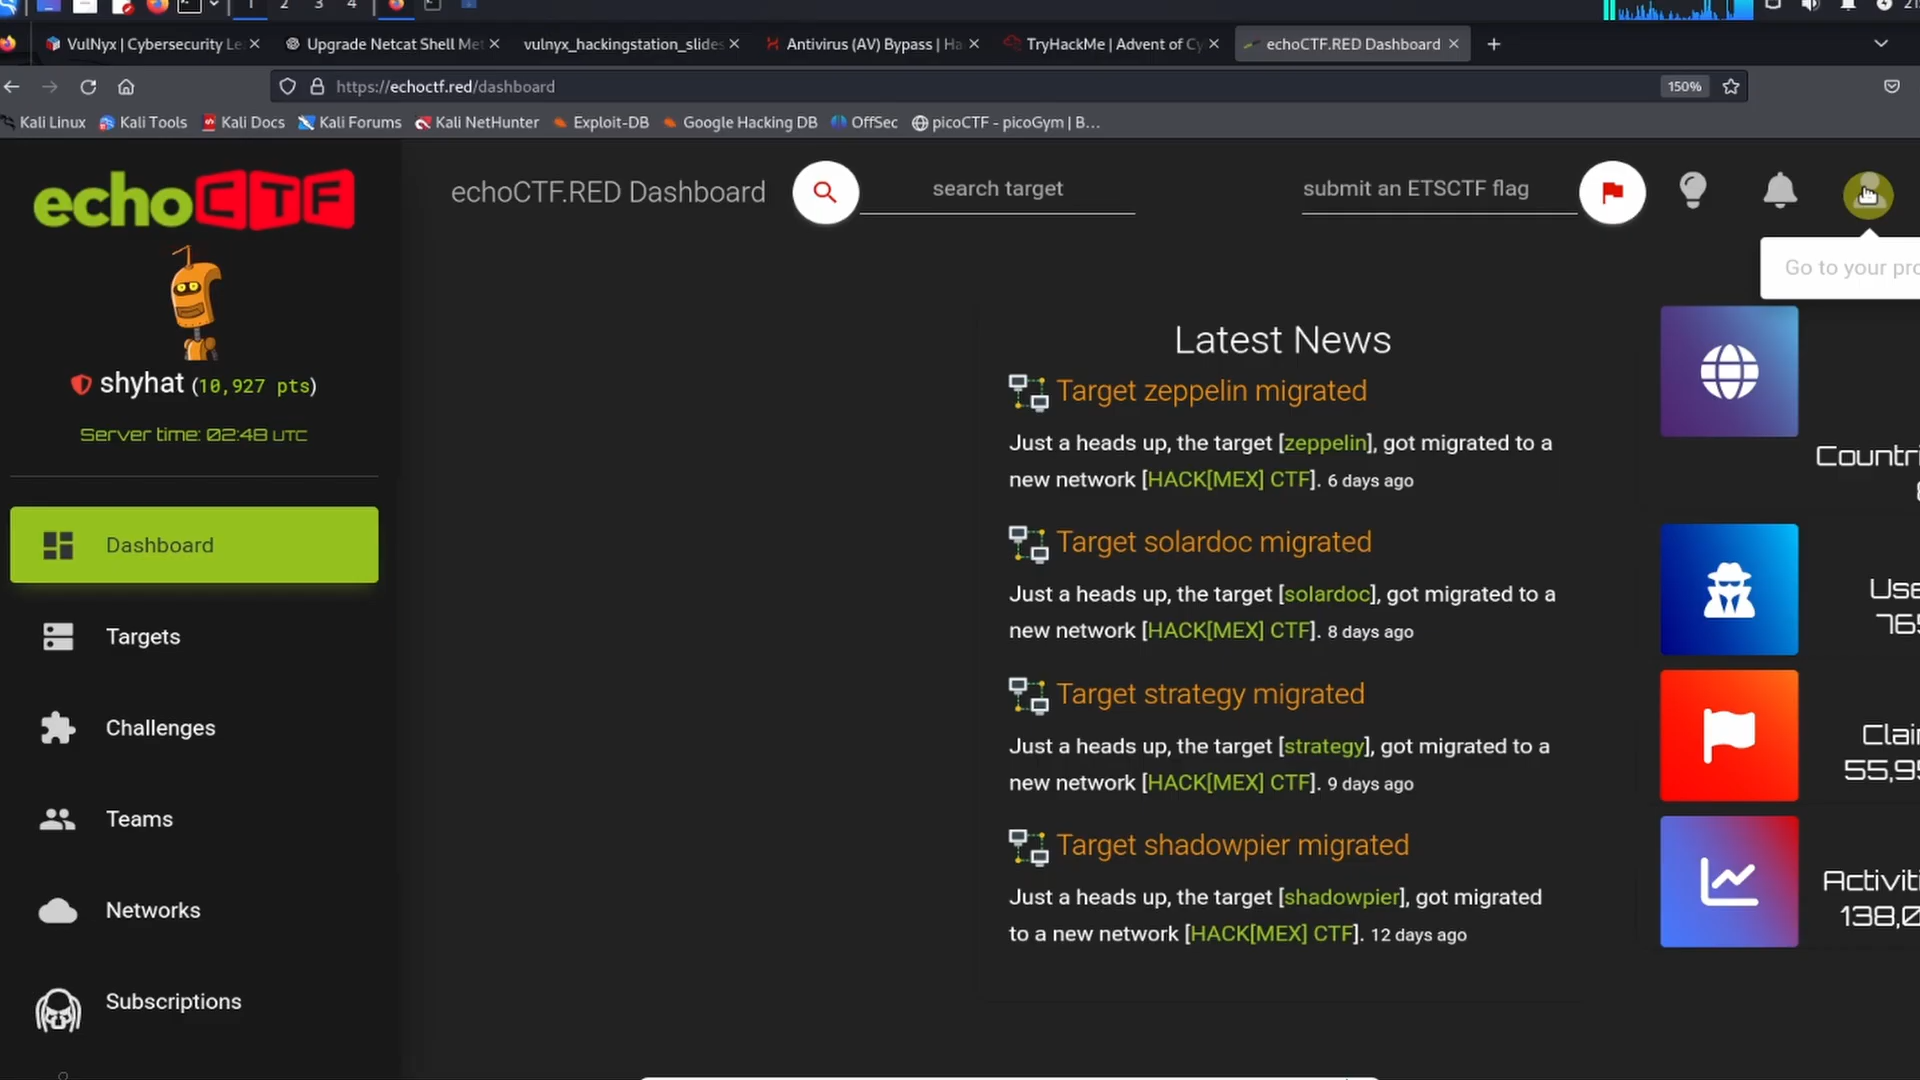 1 2 3 4
VulNyx | Cybersecurity Le
Upgrade Netcat Shell Met
vulnyx_hackingstation_slides
Antivirus (AV) Bypass | Ha
TryHackMe | Advent of Cy
echoCTF.RED Dashboard
https://echoctf.red/dashboard
150%
Kali Linux
Kali Tools
Kali Docs
Kali Forums
Kali NetHunter
Exploit-DB
Google Hacking DB
OffSec
picoCTF - picoGym | B...
echoCTF
echoCTF.RED Dashboard
search target
submit an ETSCTF flag
Go to your pro
shyhat (10,927 pts)
Server time: 02:48 UTC
Dashboard
Targets
Challenges
Teams
Networks
Subscriptions
Latest News
Target zeppelin migrated
Just a heads up, the target [zeppelin], got migrated to a
new network [HACK[MEX] CTF]. 6 days ago
Target solardoc migrated
Just a heads up, the target [solardoc], got migrated to a
new network [HACK[MEX] CTF]. 8 days ago
Target strategy migrated
Just a heads up, the target [strategy], got migrated to a
new network [HACK[MEX] CTF]. 9 days ago
Target shadowpier migrated
Just a heads up, the target [shadowpier], got migrated
to a new network [HACK[MEX] CTF]. 12 days ago
Countri
Use
765
Clai
55,95
Activiti
138,0